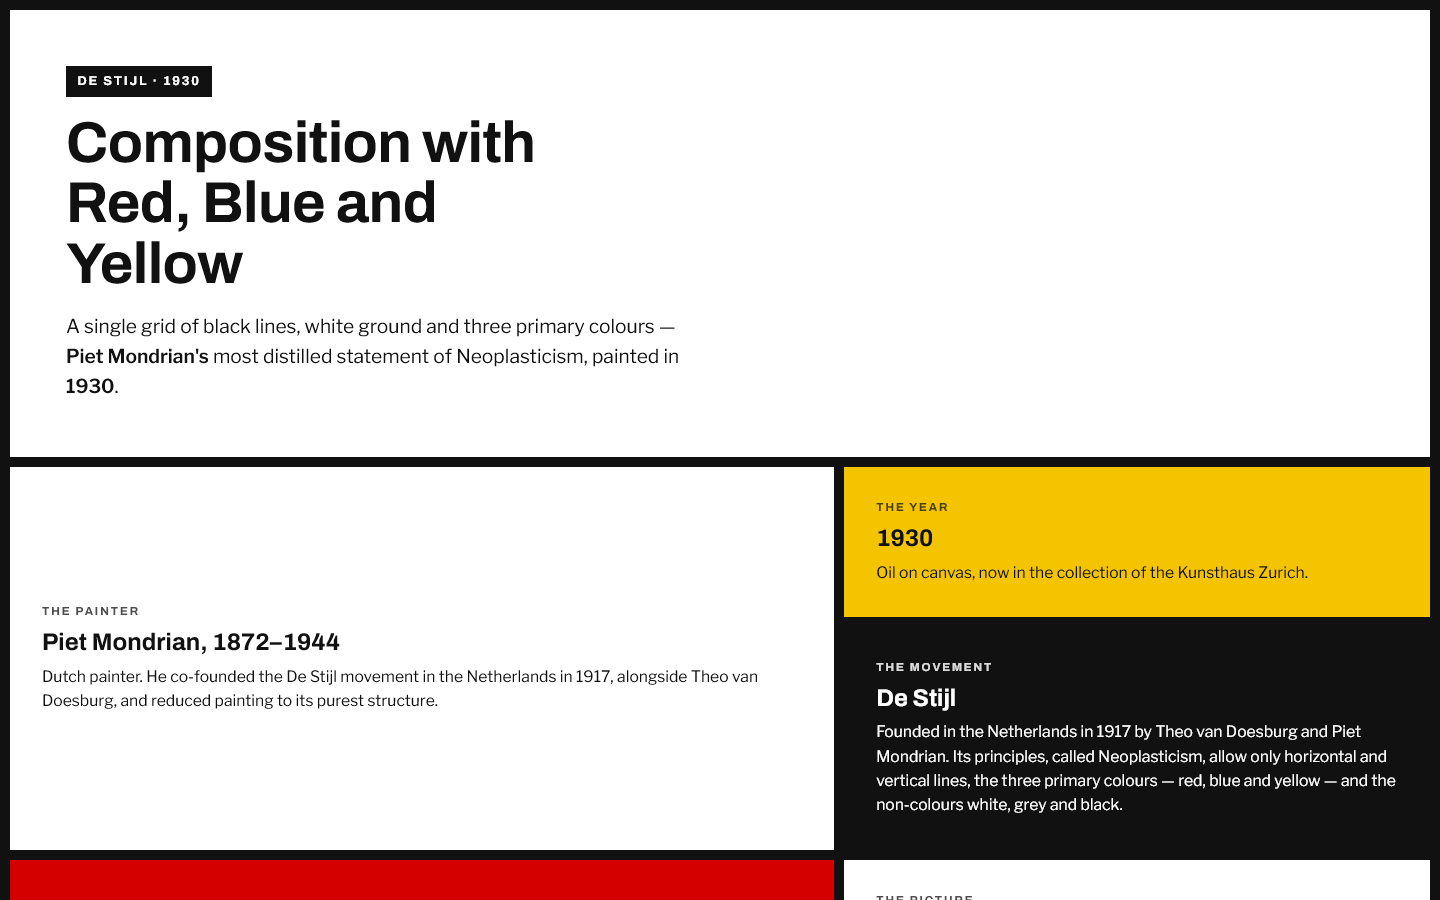 DE STIJL · 1930
Composition with
Red, Blue and
Yellow
A single grid of black lines, white ground and three primary colours —
Piet Mondrian's most distilled statement of Neoplasticism, painted in
1930.
THE PAINTER
Piet Mondrian, 1872–1944
Dutch painter. He co-founded the De Stijl movement in the Netherlands in 1917, alongside Theo van
Doesburg, and reduced painting to its purest structure.
THE YEAR
1930
Oil on canvas, now in the collection of the Kunsthaus Zurich.
THE MOVEMENT
De Stijl
Founded in the Netherlands in 1917 by Theo van Doesburg and Piet
Mondrian. Its principles, called Neoplasticism, allow only horizontal and
vertical lines, the three primary colours — red, blue and yellow — and the
non-colours white, grey and black.
THE PICTURE